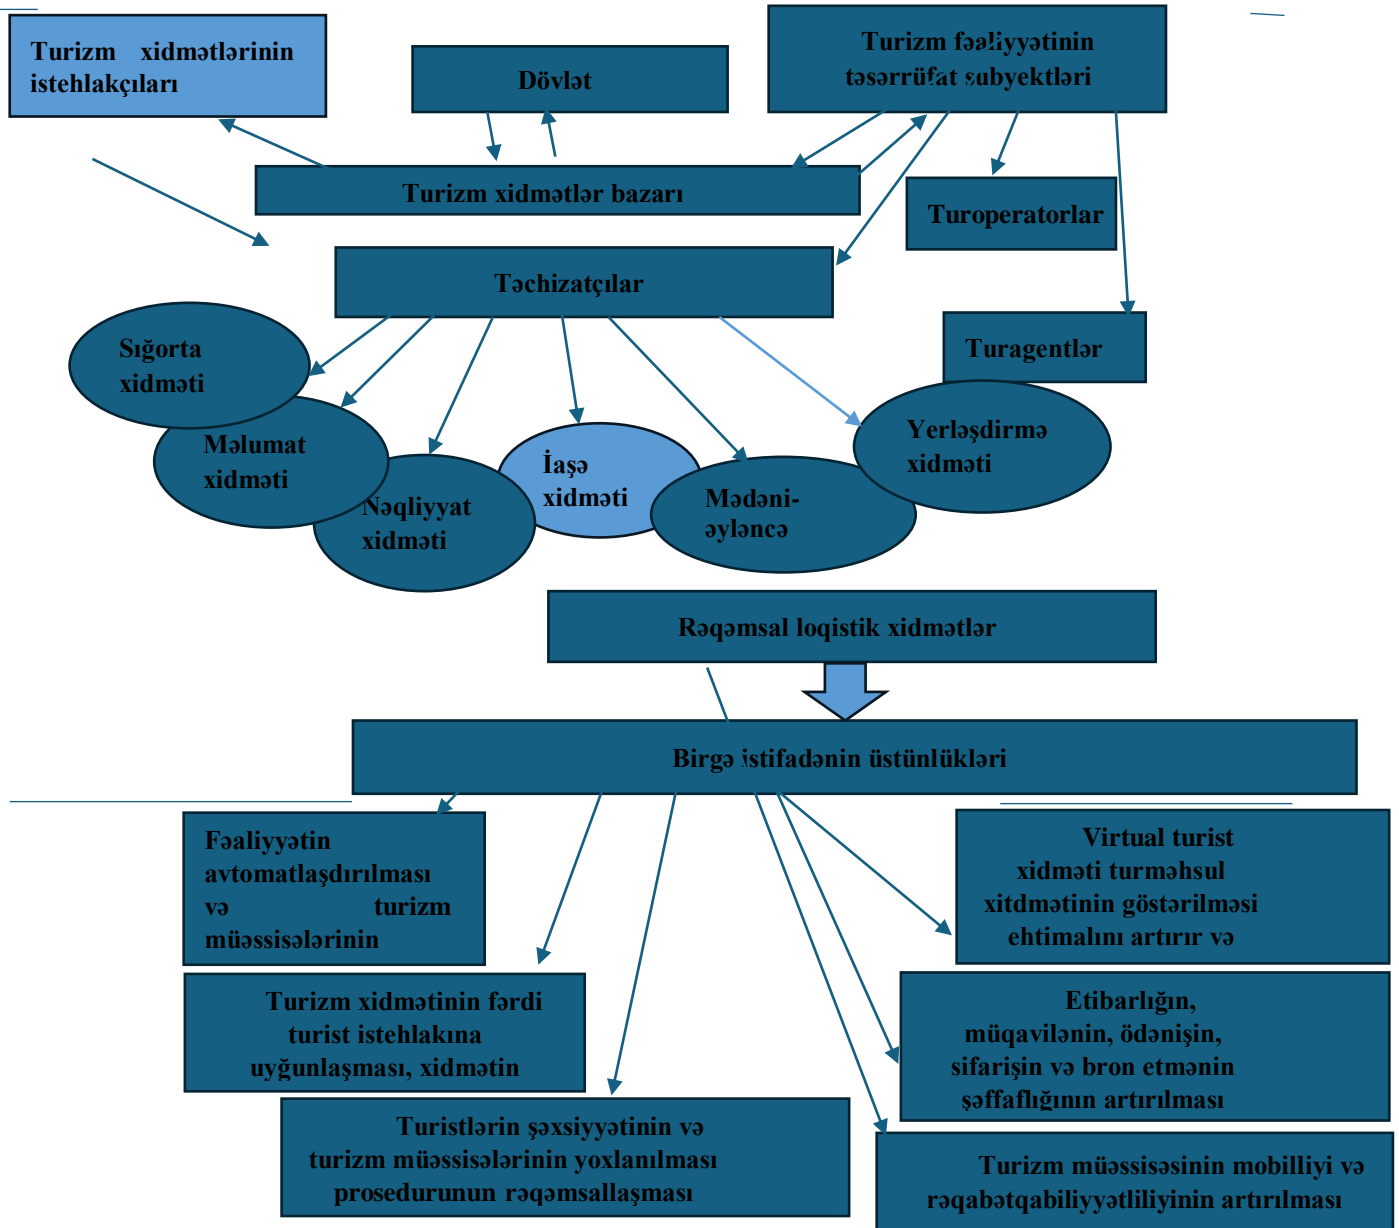 Turizm xidmətlərinin
istehlakçıları
Dövlət
Turizm fəaliyyətinin
təsərrüfat subyektləri
Turizm xidmətlər bazarı
Turoperatorlar
Təchizatçılar
Turagentlər
Sığorta
xidməti
Məlumat
xidməti
Nəqliyyat
xidməti
İaşə
xidməti
Mədəni-
əyləncə
Yerləşdirmə
xidməti
Rəqəmsal loqistik xidmətlər
Birgə istifadənin üstünlükləri
Fəaliyyətin
avtomatlaşdırılması
və turizm
müəssisələrinin
Virtual turist
xidməti turməhsul
xitdmətinin göstərilməsi
ehtimalını artırır və
Turizm xidmətinin fərdi
turist istehlakına
uyğunlaşması, xidmətin
Etibarlığın,
müqavilənin, ödənişin,
sifarişin və bron etmənin
şəffaflığının artırılması
Turistlərin şəxsiyyətinin və
turizm müəssisələrinin yoxlanılması
prosedurunun rəqəmsallaşması
Turizm müəssisəsinin mobilliyi və
rəqabətqabiliyyətliliyinin artırılması